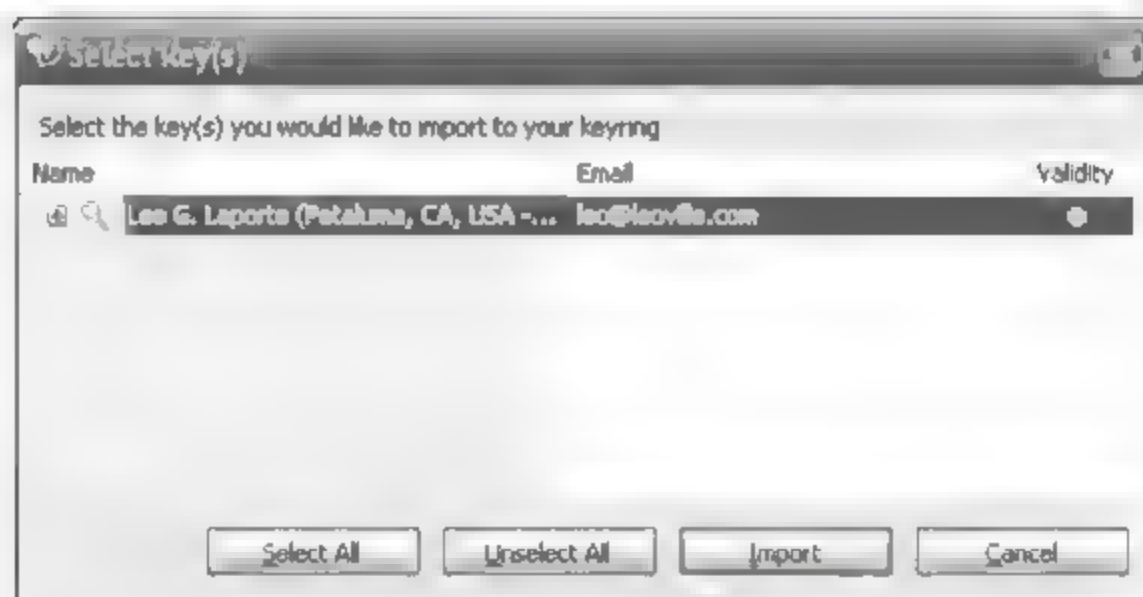 Select key(s)
Select the key(s) you would like to import to your keyring
Name Email Validity
Leo G. Laporte (Petaluma, CA, USA -... leo@leoville.com
Select All Unselect All Import Cancel